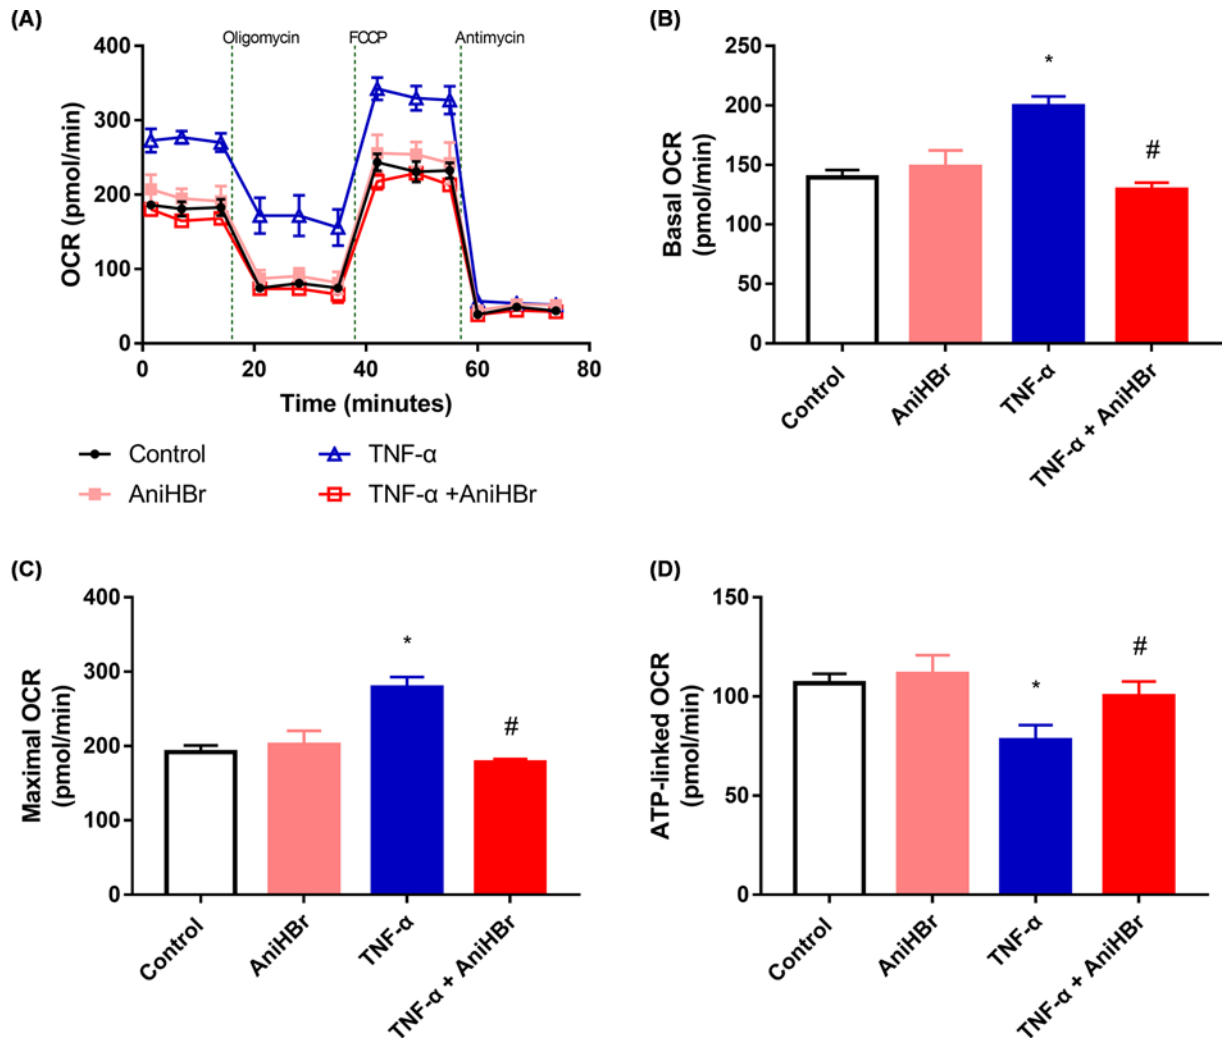 (A)
Oligomycin
FCCP
Antimycin
400
300
200
100
0
OCR (pmol/min)
0
20
40
60
80
Time (minutes)
Control
TNF-α
AniHBr
TNF-α +AniHBr
(B)
250
200
150
100
50
0
Basal OCR
(pmol/min)
*
#
Control
AniHBr
TNF-α
TNF-α + AniHBr
(C)
400
300
200
100
0
Maximal OCR
(pmol/min)
*
#
Control
AniHBr
TNF-α
TNF-α + AniHBr
(D)
150
100
50
0
ATP-linked OCR
(pmol/min)
*
#
Control
AniHBr
TNF-α
TNF-α + AniHBr